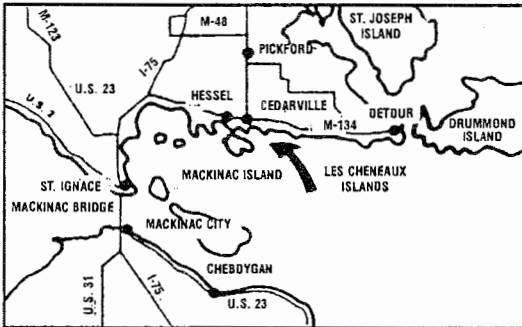 M-123
M-48
I-75
ST. JOSEPH
ISLAND
PICKFORD
U.S. 23
U.S. 2
HESSEL
CEDARVILLE
DETOUR
M-134
DRUMMOND
ISLAND
MACKINAC ISLAND
LES CHENEAUX
ISLANDS
ST. IGNACE
MACKINAC BRIDGE
MACKINAC CITY
CHEBDYGAN
U.S. 31
I-75
U.S. 23